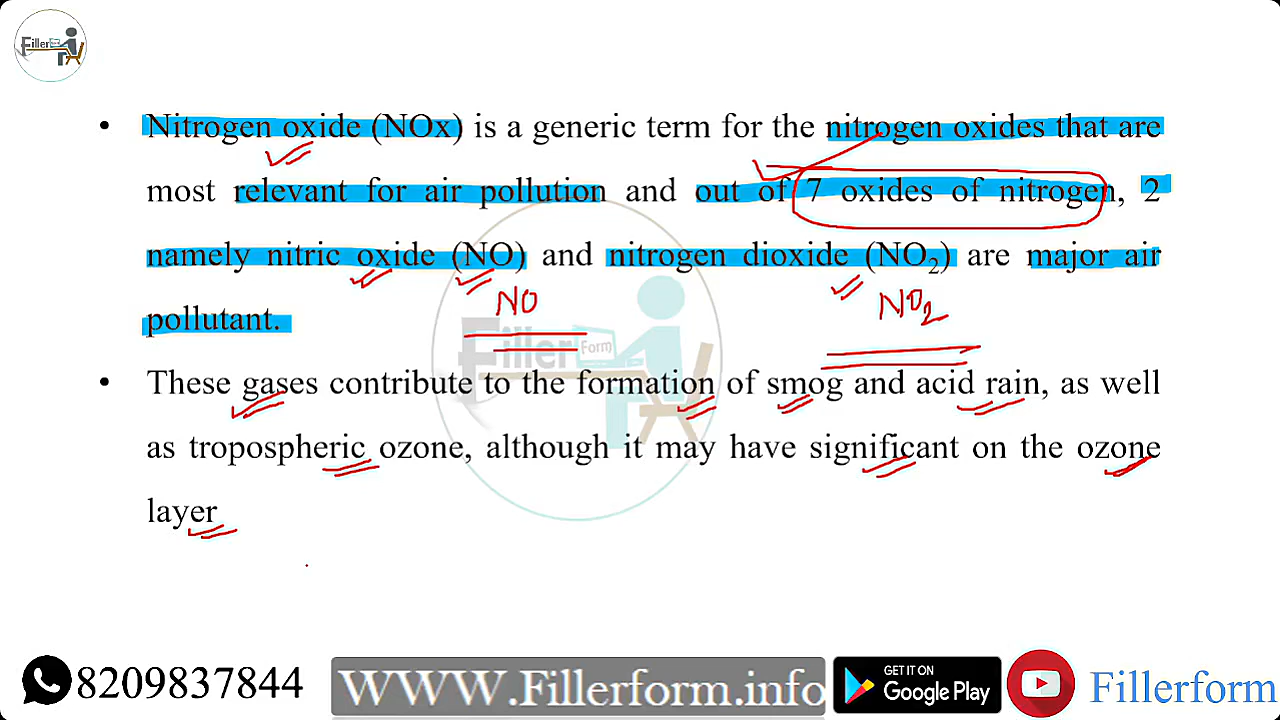 Fillerform
• Nitrogen oxide (NOx) is a generic term for the nitrogen oxides that are
most relevant for air pollution and out of 7 oxides of nitrogen, 2
namely nitric oxide (NO) and nitrogen dioxide (NO₂) are major air
NO NO₂
pollutant.
Filler Form
• These gases contribute to the formation of smog and acid rain, as well
as tropospheric ozone, although it may have significant on the ozone
layer
8209837844 WWW.Fillerform.info GET IT ON Google Play Fillerform